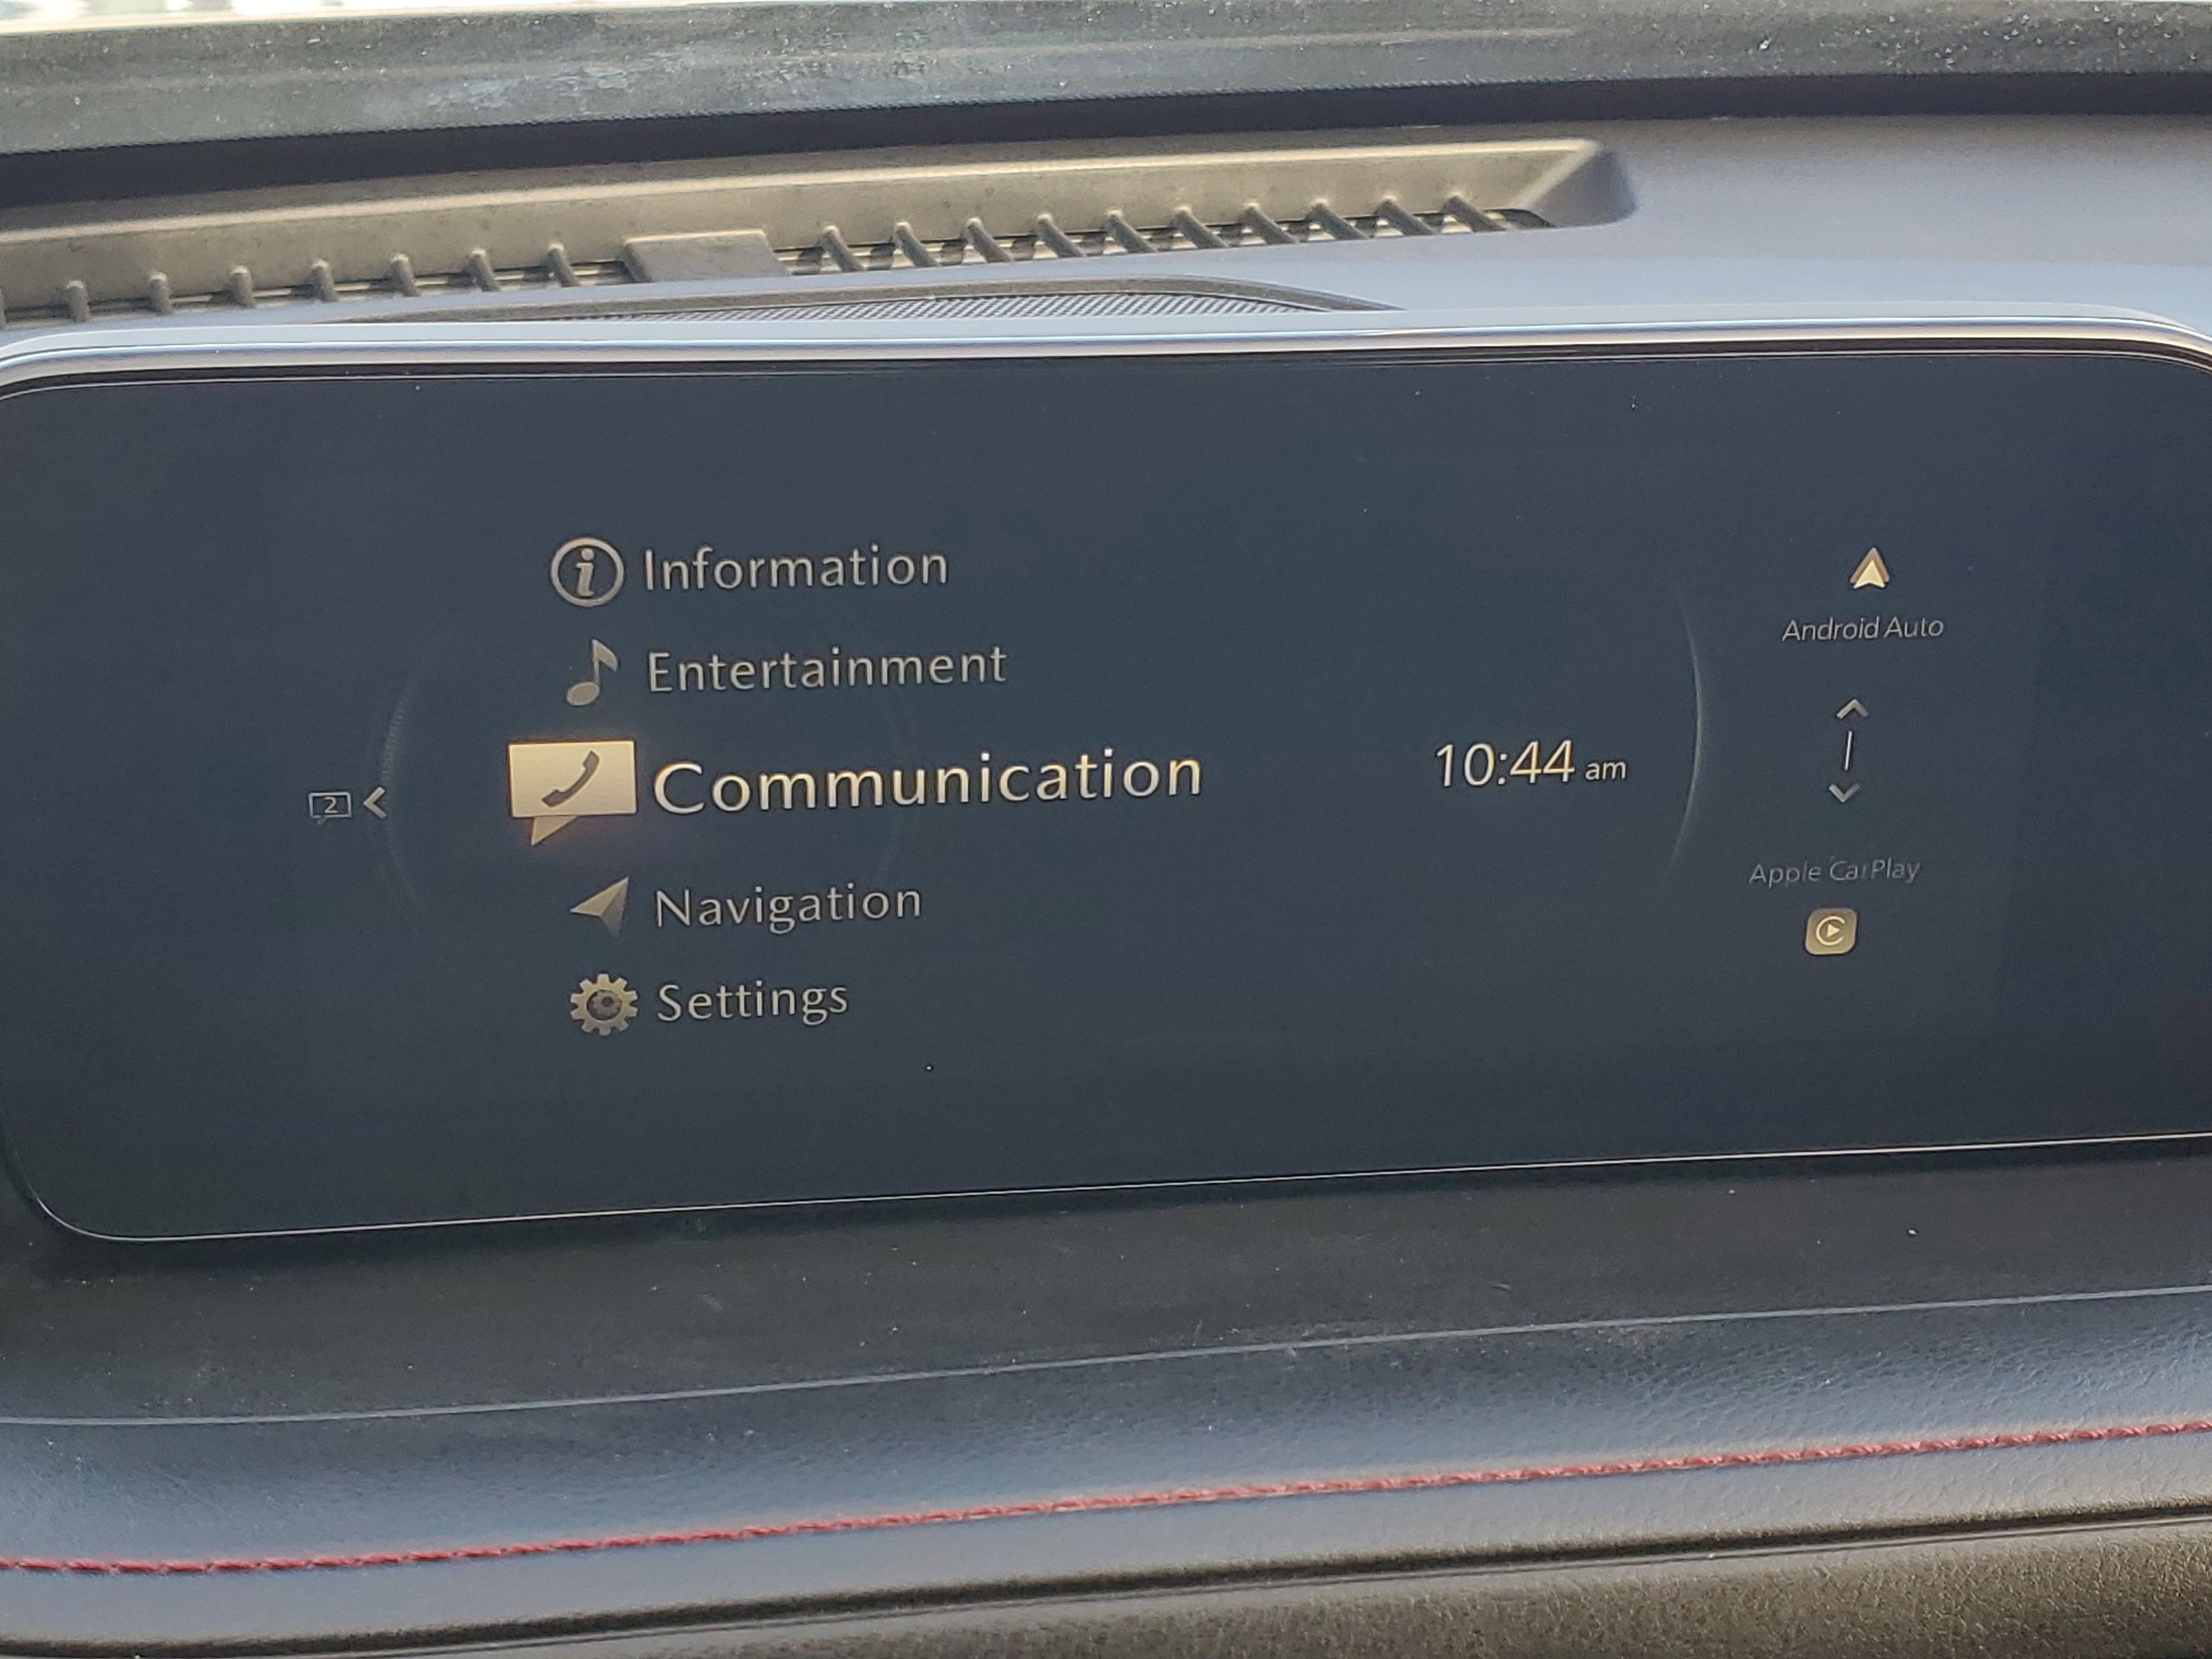 Information
Entertainment
2
Communication
10:44 am
Navigation
Settings
Android Auto
Apple CarPlay